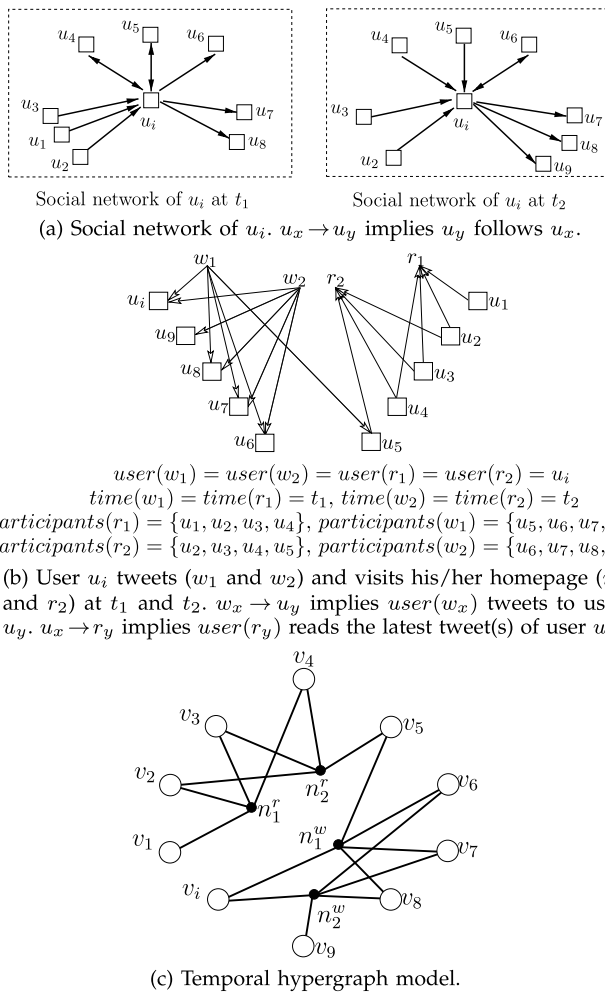 u5
u4
u6
u3
u7
u1
ui
u8
u2
u5
u4
u6
u3
u7
ui
u8
u2
u9
Social network of ui at t1
Social network of ui at t2
(a) Social network of ui. ux→uy implies uy follows ux.
w1
r1
w2
r2
ui
u1
u9
u2
u8
u3
u7
u4
u6
u5
user(w1) = user(w2) = user(r1) = user(r2) = ui
time(w1) = time(r1) = t1, time(w2) = time(r2) = t2
articipants(r1) = {u1, u2, u3, u4}, participants(w1) = {u5, u6, u7,
articipants(r2) = {u2, u3, u4, u5}, participants(w2) = {u6, u7, u8,
(b) User ui tweets (w1 and w2) and visits his/her homepage (
and r2) at t1 and t2. wx → uy implies user(wx) tweets to us
uy. ux→ry implies user(ry) reads the latest tweet(s) of user u
v4
v3
v5
v2
n2^r
v6
n1^r
v1
n1^w
v7
vi
v8
n2^w
v9
(c) Temporal hypergraph model.